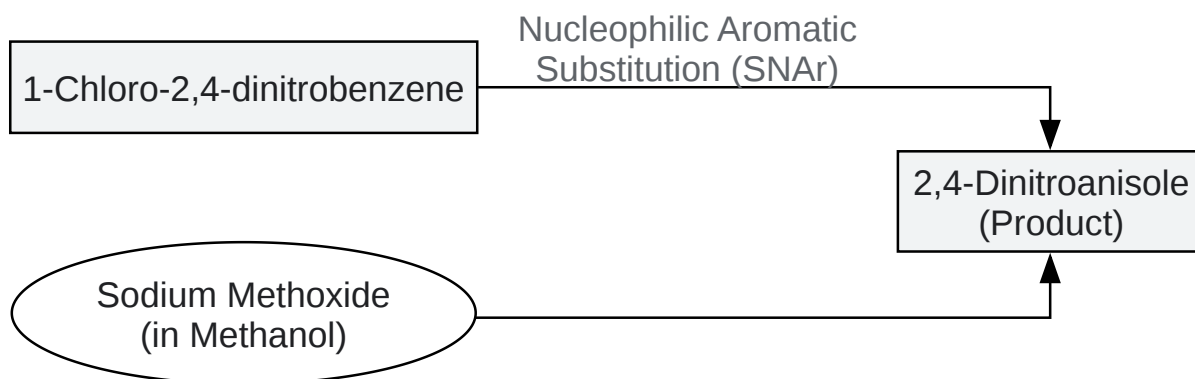 Nucleophilic Aromatic
Substitution (SNAr)
1-Chloro-2,4-dinitrobenzene
2,4-Dinitroanisole
(Product)
Sodium Methoxide
(in Methanol)